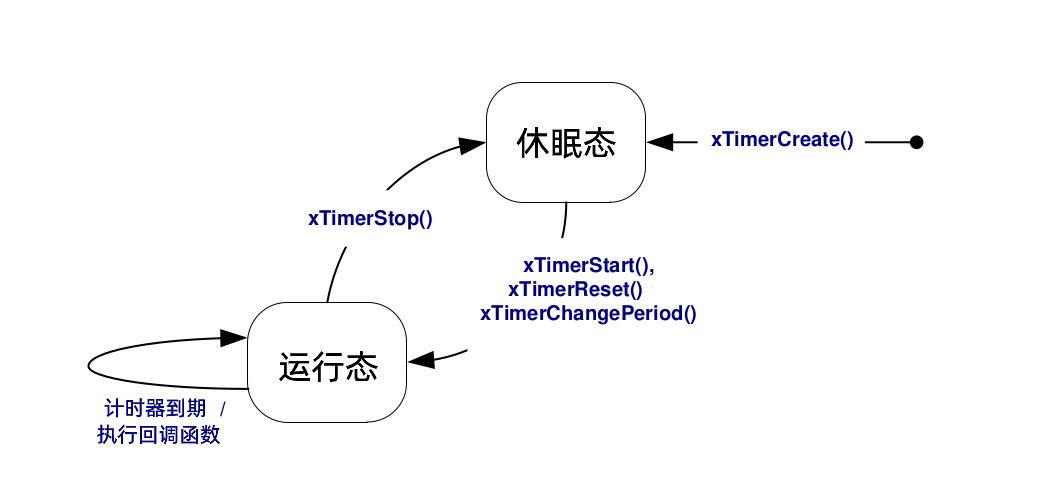 休眠态
xTimerCreate()
xTimerStop()
xTimerStart(),
xTimerReset()
xTimerChangePeriod()
运行态
计时器到期 /
执行回调函数